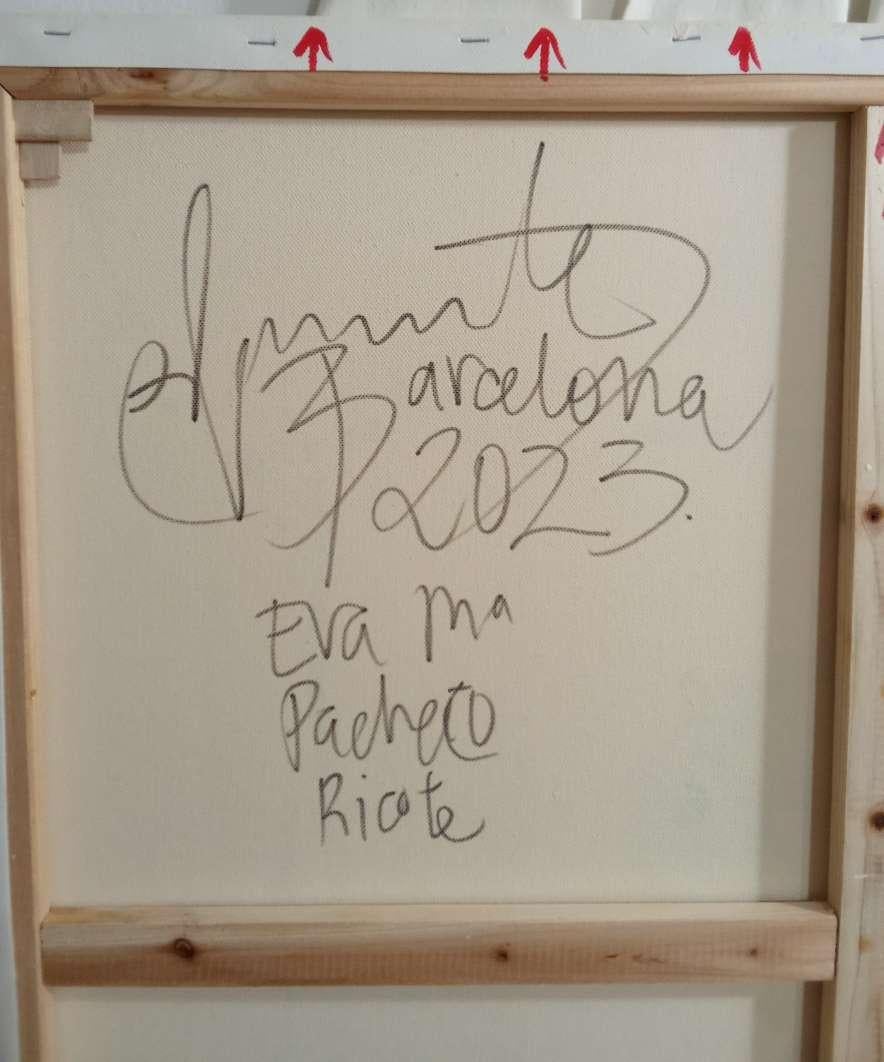 Barcelona
2023.
Eva Mª
Pacheco
Ricote